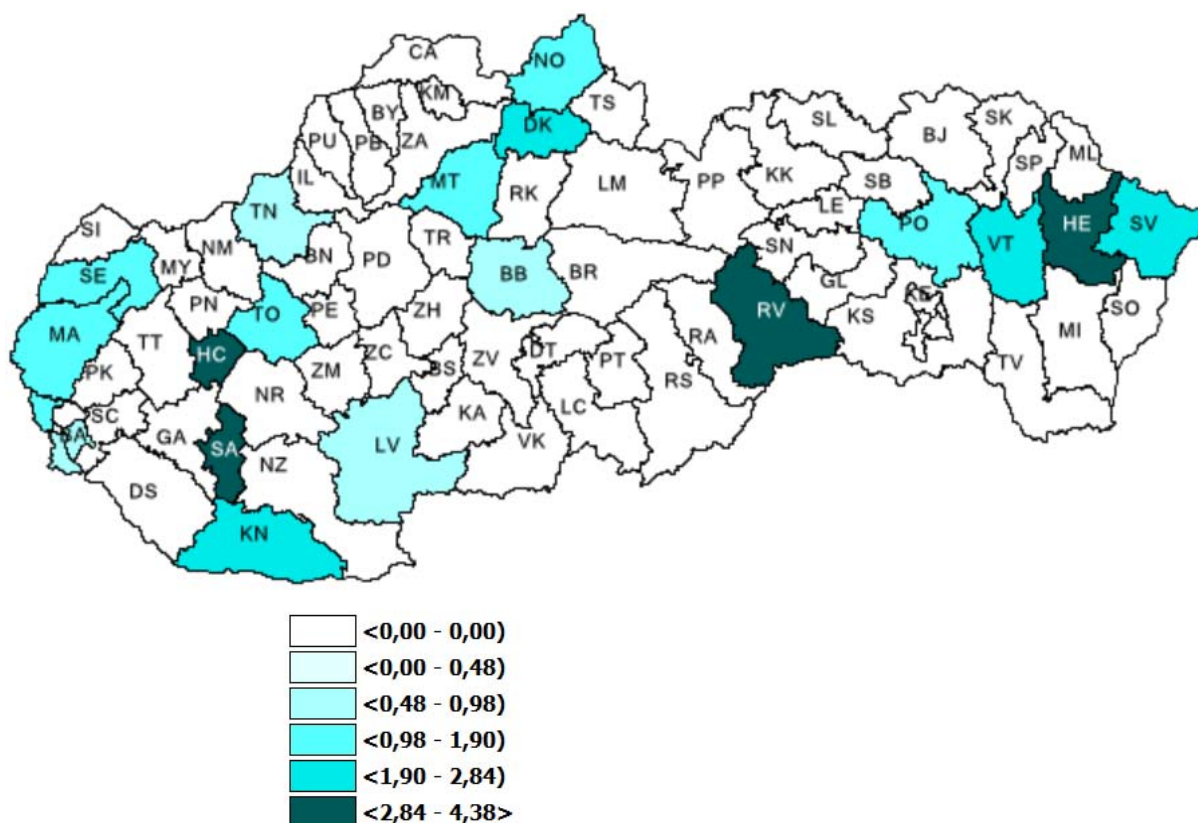 CA
NO
KM
TS
BY
SL
SK
DK
PU
PB
ZA
BJ
SP
ML
IL
MT
RK
LM
PP
KK
SB
TN
LE
SI
NM
TR
PO
HE
SV
MY
BN
PD
SN
VT
SE
BB
BR
GL
PN
TO
PE
ZH
RV
KS
KE
SO
MA
TT
HC
ZC
DT
PT
RA
MI
PK
ZM
BS
ZV
RS
TV
NR
KA
LC
SC
BA
GA
SA
LV
VK
NZ
DS
KN
<0,00 - 0,00)
<0,00 - 0,48)
<0,48 - 0,98)
<0,98 - 1,90)
<1,90 - 2,84)
<2,84 - 4,38>